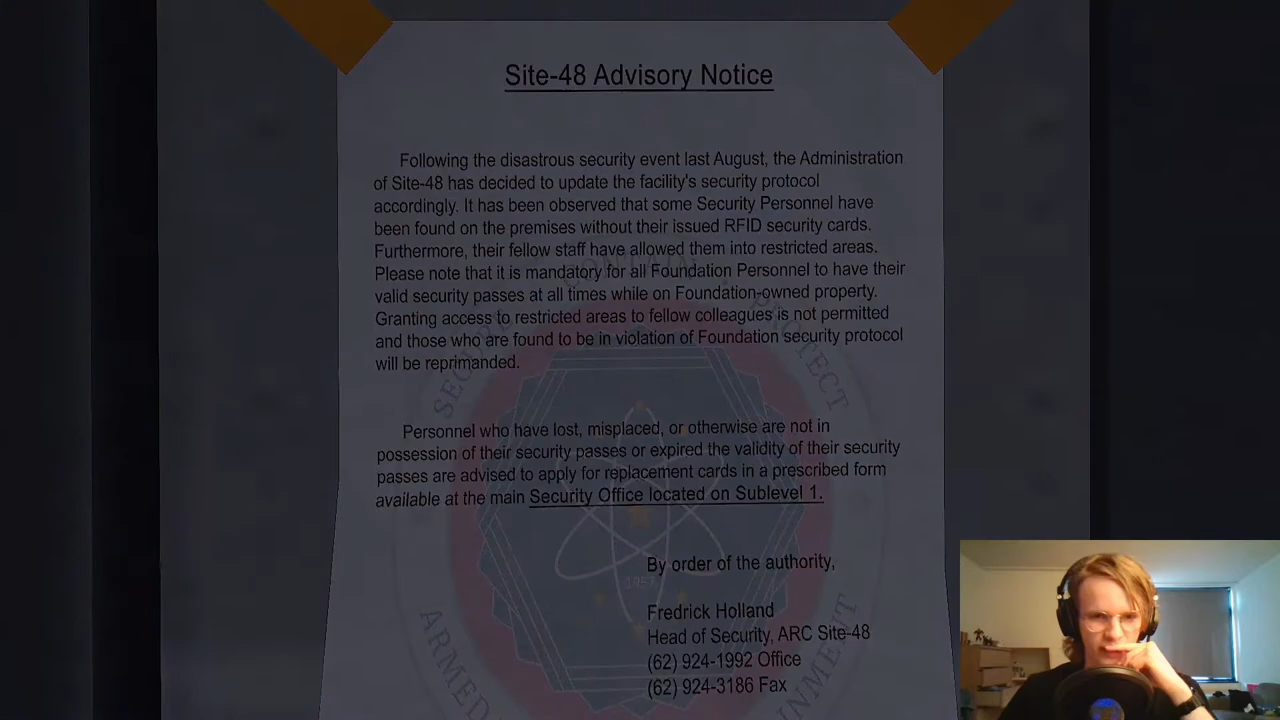 Site-48 Advisory Notice
Following the disastrous security event last August, the Administration
of Site-48 has decided to update the facility's security protocol
accordingly. It has been observed that some Security Personnel have
been found on the premises without their issued RFID security cards.
Furthermore, their fellow staff have allowed them into restricted areas.
Please note that it is mandatory for all Foundation Personnel to have their
valid security passes at all times while on Foundation-owned property.
Granting access to restricted areas to fellow colleagues is not permitted
and those who are found to be in violation of Foundation security protocol
will be reprimanded.
Personnel who have lost, misplaced, or otherwise are not in
possession of their security passes or expired the validity of their security
passes are advised to apply for replacement cards in a prescribed form
available at the main Security Office located on Sublevel 1.
By order of the authority,
Fredrick Holland
Head of Security, ARC Site-48
(62) 924-1992 Office
(62) 924-3186 Fax
SECURE CONTAIN PROTECT
1957
ARMED